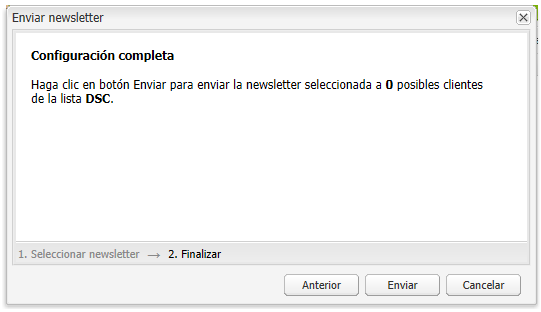 Enviar newsletter
Configuración completa
Haga clic en botón Enviar para enviar la newsletter seleccionada a 0 posibles clientes
de la lista DSC.
1. Seleccionar newsletter → 2. Finalizar
Anterior Enviar Cancelar